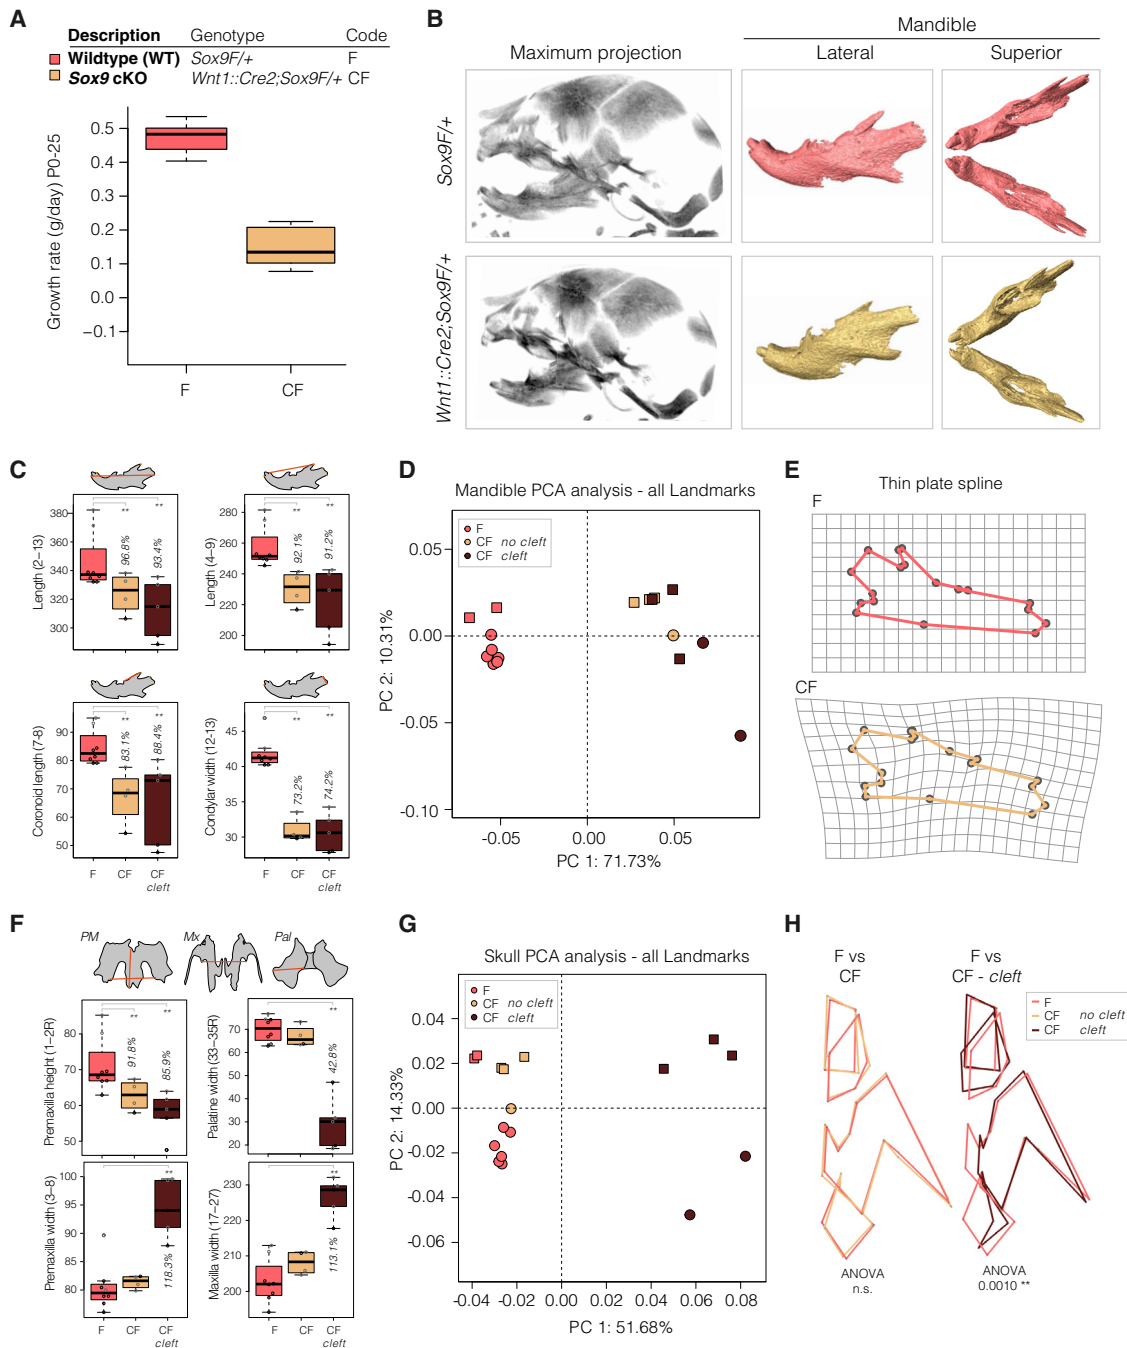 A
Description Genotype Code
Wildtype (WT) Sox9F/+ F
Sox9 cKO Wnt1::Cre2;Sox9F/+ CF
Growth rate (g/day) P0-25
0.5
0.4
0.3
0.2
0.1
0.0
−0.1
F CF
B
Mandible
Maximum projection Lateral Superior
Sox9F/+
Wnt1::Cre2;Sox9F/+
C
Length (2–13)
380
360
340
320
300
** **
96.8% 93.4%
Length (4–9)
280
260
240
220
200
** **
92.1% 91.2%
Coronoid length (7-8)
90
80
70
60
50
** **
83.1% 88.4%
F CF CF
cleft
Condylar width (12-13)
45
40
35
30
** **
73.2% 74.2%
F CF CF
cleft
D
Mandible PCA analysis - all Landmarks
F
CF no cleft
CF cleft
PC 2: 10.31%
0.05
0.00
-0.05
-0.10
-0.05 0.00 0.05
PC 1: 71.73%
E
Thin plate spline
F
CF
F
PM Mx Pal
Premaxilla height (1–2R)
80
70
60
50
** **
91.8% 85.9%
Palatine width (33–35R)
70
60
50
40
30
20
**
42.8%
Premaxilla width (3–8)
100
95
90
85
80
**
118.3%
F CF CF
cleft
Maxilla width (17–27)
230
220
210
200
**
113.1%
F CF CF
cleft
G
Skull PCA analysis - all Landmarks
F
CF no cleft
CF cleft
PC 2: 14.33%
0.04
0.02
0.00
-0.02
-0.04
-0.06
-0.04 -0.02 0.00 0.02 0.04 0.06 0.08
PC 1: 51.68%
H
F vs
CF
F vs
CF - cleft
F
CF no cleft
CF cleft
ANOVA
n.s.
ANOVA
0.0010 **